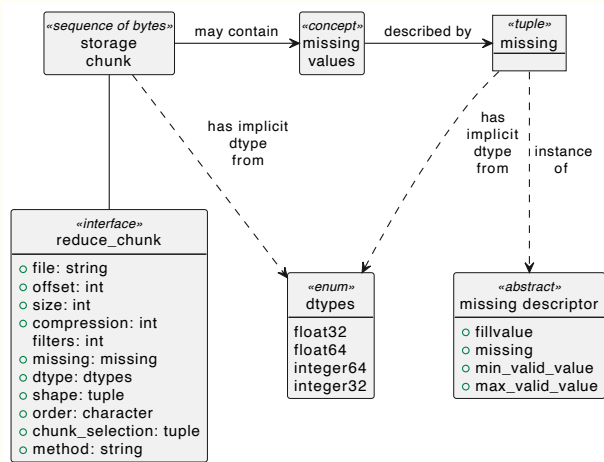 «sequence of bytes»
storage
chunk
may contain
«concept»
missing
values
described by
«tuple»
missing
has implicit
dtype
from
has
implicit
dtype
from
instance
of
«interface»
reduce_chunk
file: string
offset: int
size: int
compression: int
filters: int
missing: missing
dtype: dtypes
shape: tuple
order: character
chunk_selection: tuple
method: string
«enum»
dtypes
float32
float64
integer64
integer32
«abstract»
missing descriptor
fillvalue
missing
min_valid_value
max_valid_value